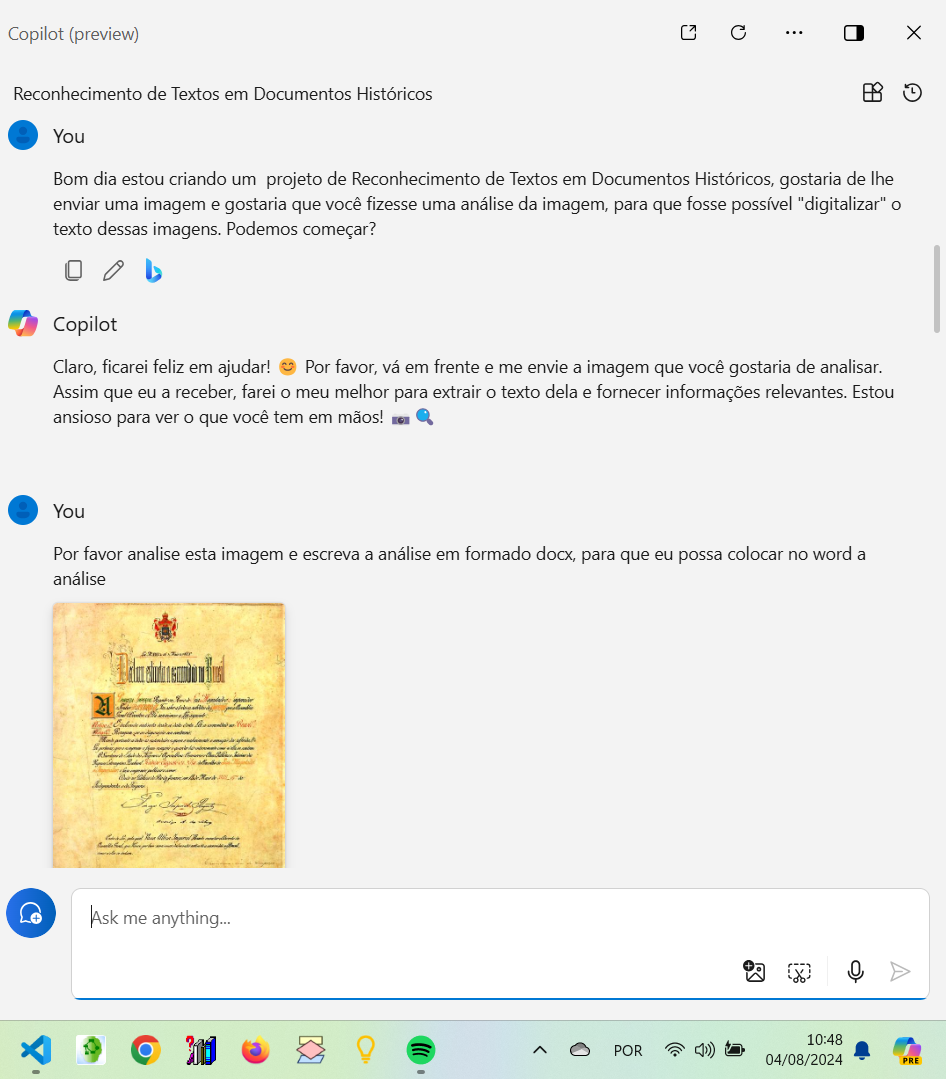 Copilot (preview)
Reconhecimento de Textos em Documentos Históricos
You
Bom dia estou criando um  projeto de Reconhecimento de Textos em Documentos Históricos, gostaria de lhe
enviar uma imagem e gostaria que você fizesse uma análise da imagem, para que fosse possível "digitalizar" o
texto dessas imagens. Podemos começar?
Copilot
Claro, ficarei feliz em ajudar! 😊 Por favor, vá em frente e me envie a imagem que você gostaria de analisar.
Assim que eu a receber, farei o meu melhor para extrair o texto dela e fornecer informações relevantes. Estou
ansioso para ver o que você tem em mãos! 📷 🔍
You
Por favor analise esta imagem e escreva a análise em formado docx, para que eu possa colocar no word a
análise
Declara extincta a escravidão no Brasil
Ask me anything...
POR
10:48
04/08/2024
PRE